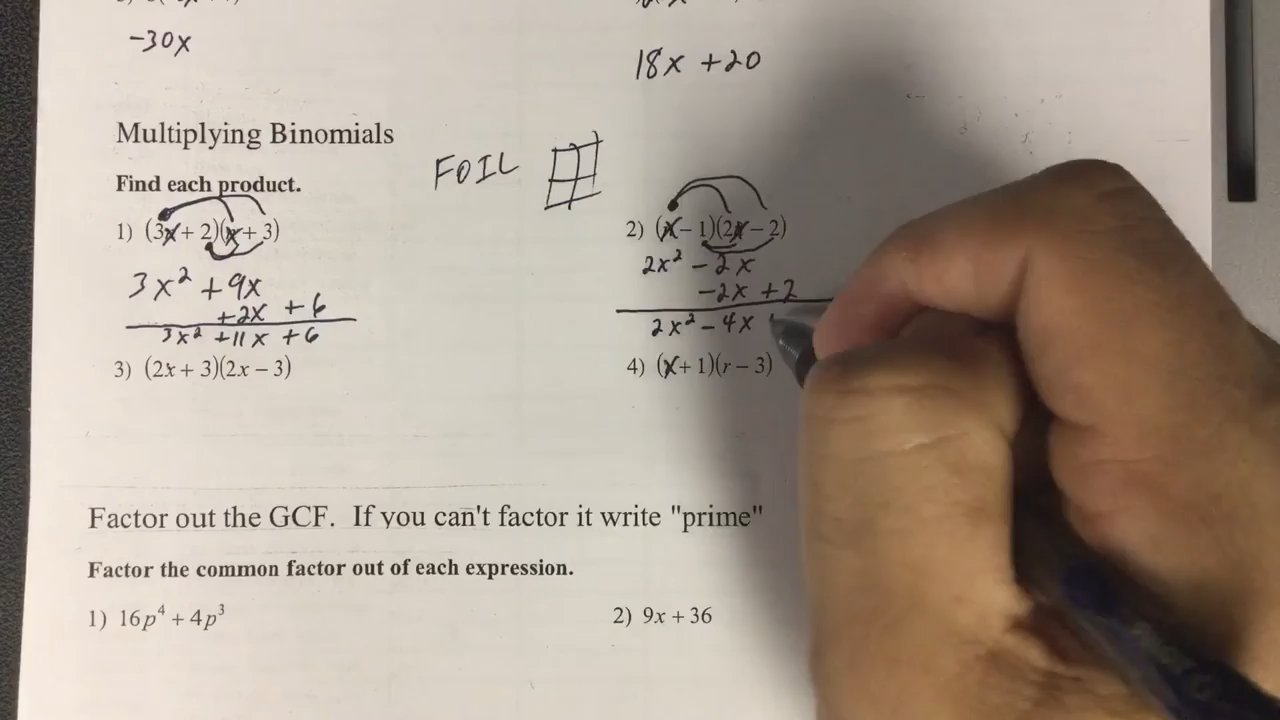 -30x
18x +20
Multiplying Binomials
FOIL
Find each product.
1) (3x + 2)(x + 3)
2) (x − 1)(2x − 2)
3x² +9x
+2x +6
3x² +11x +6
2x² − 2x
−2x +2
2x² − 4x
3) (2x + 3)(2x − 3)
4) (x + 1)(r − 3)
Factor out the GCF. If you can't factor it write "prime"
Factor the common factor out of each expression.
1) 16p⁴ + 4p³
2) 9x + 36